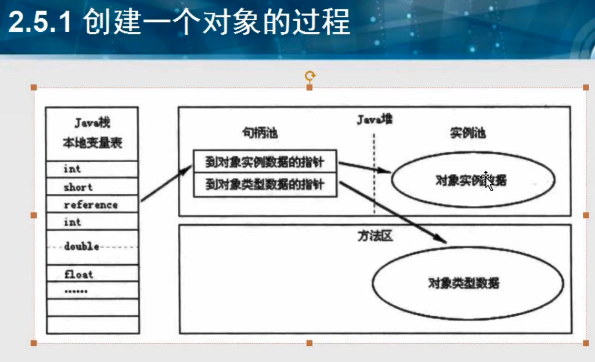 2.5.1 创建一个对象的过程
Java栈
本地变量表
int
short
reference
int
double
float
......
Java堆
句柄池
实例池
到对象实例数据的指针
到对象类型数据的指针
对象实例数据
方法区
对象类型数据